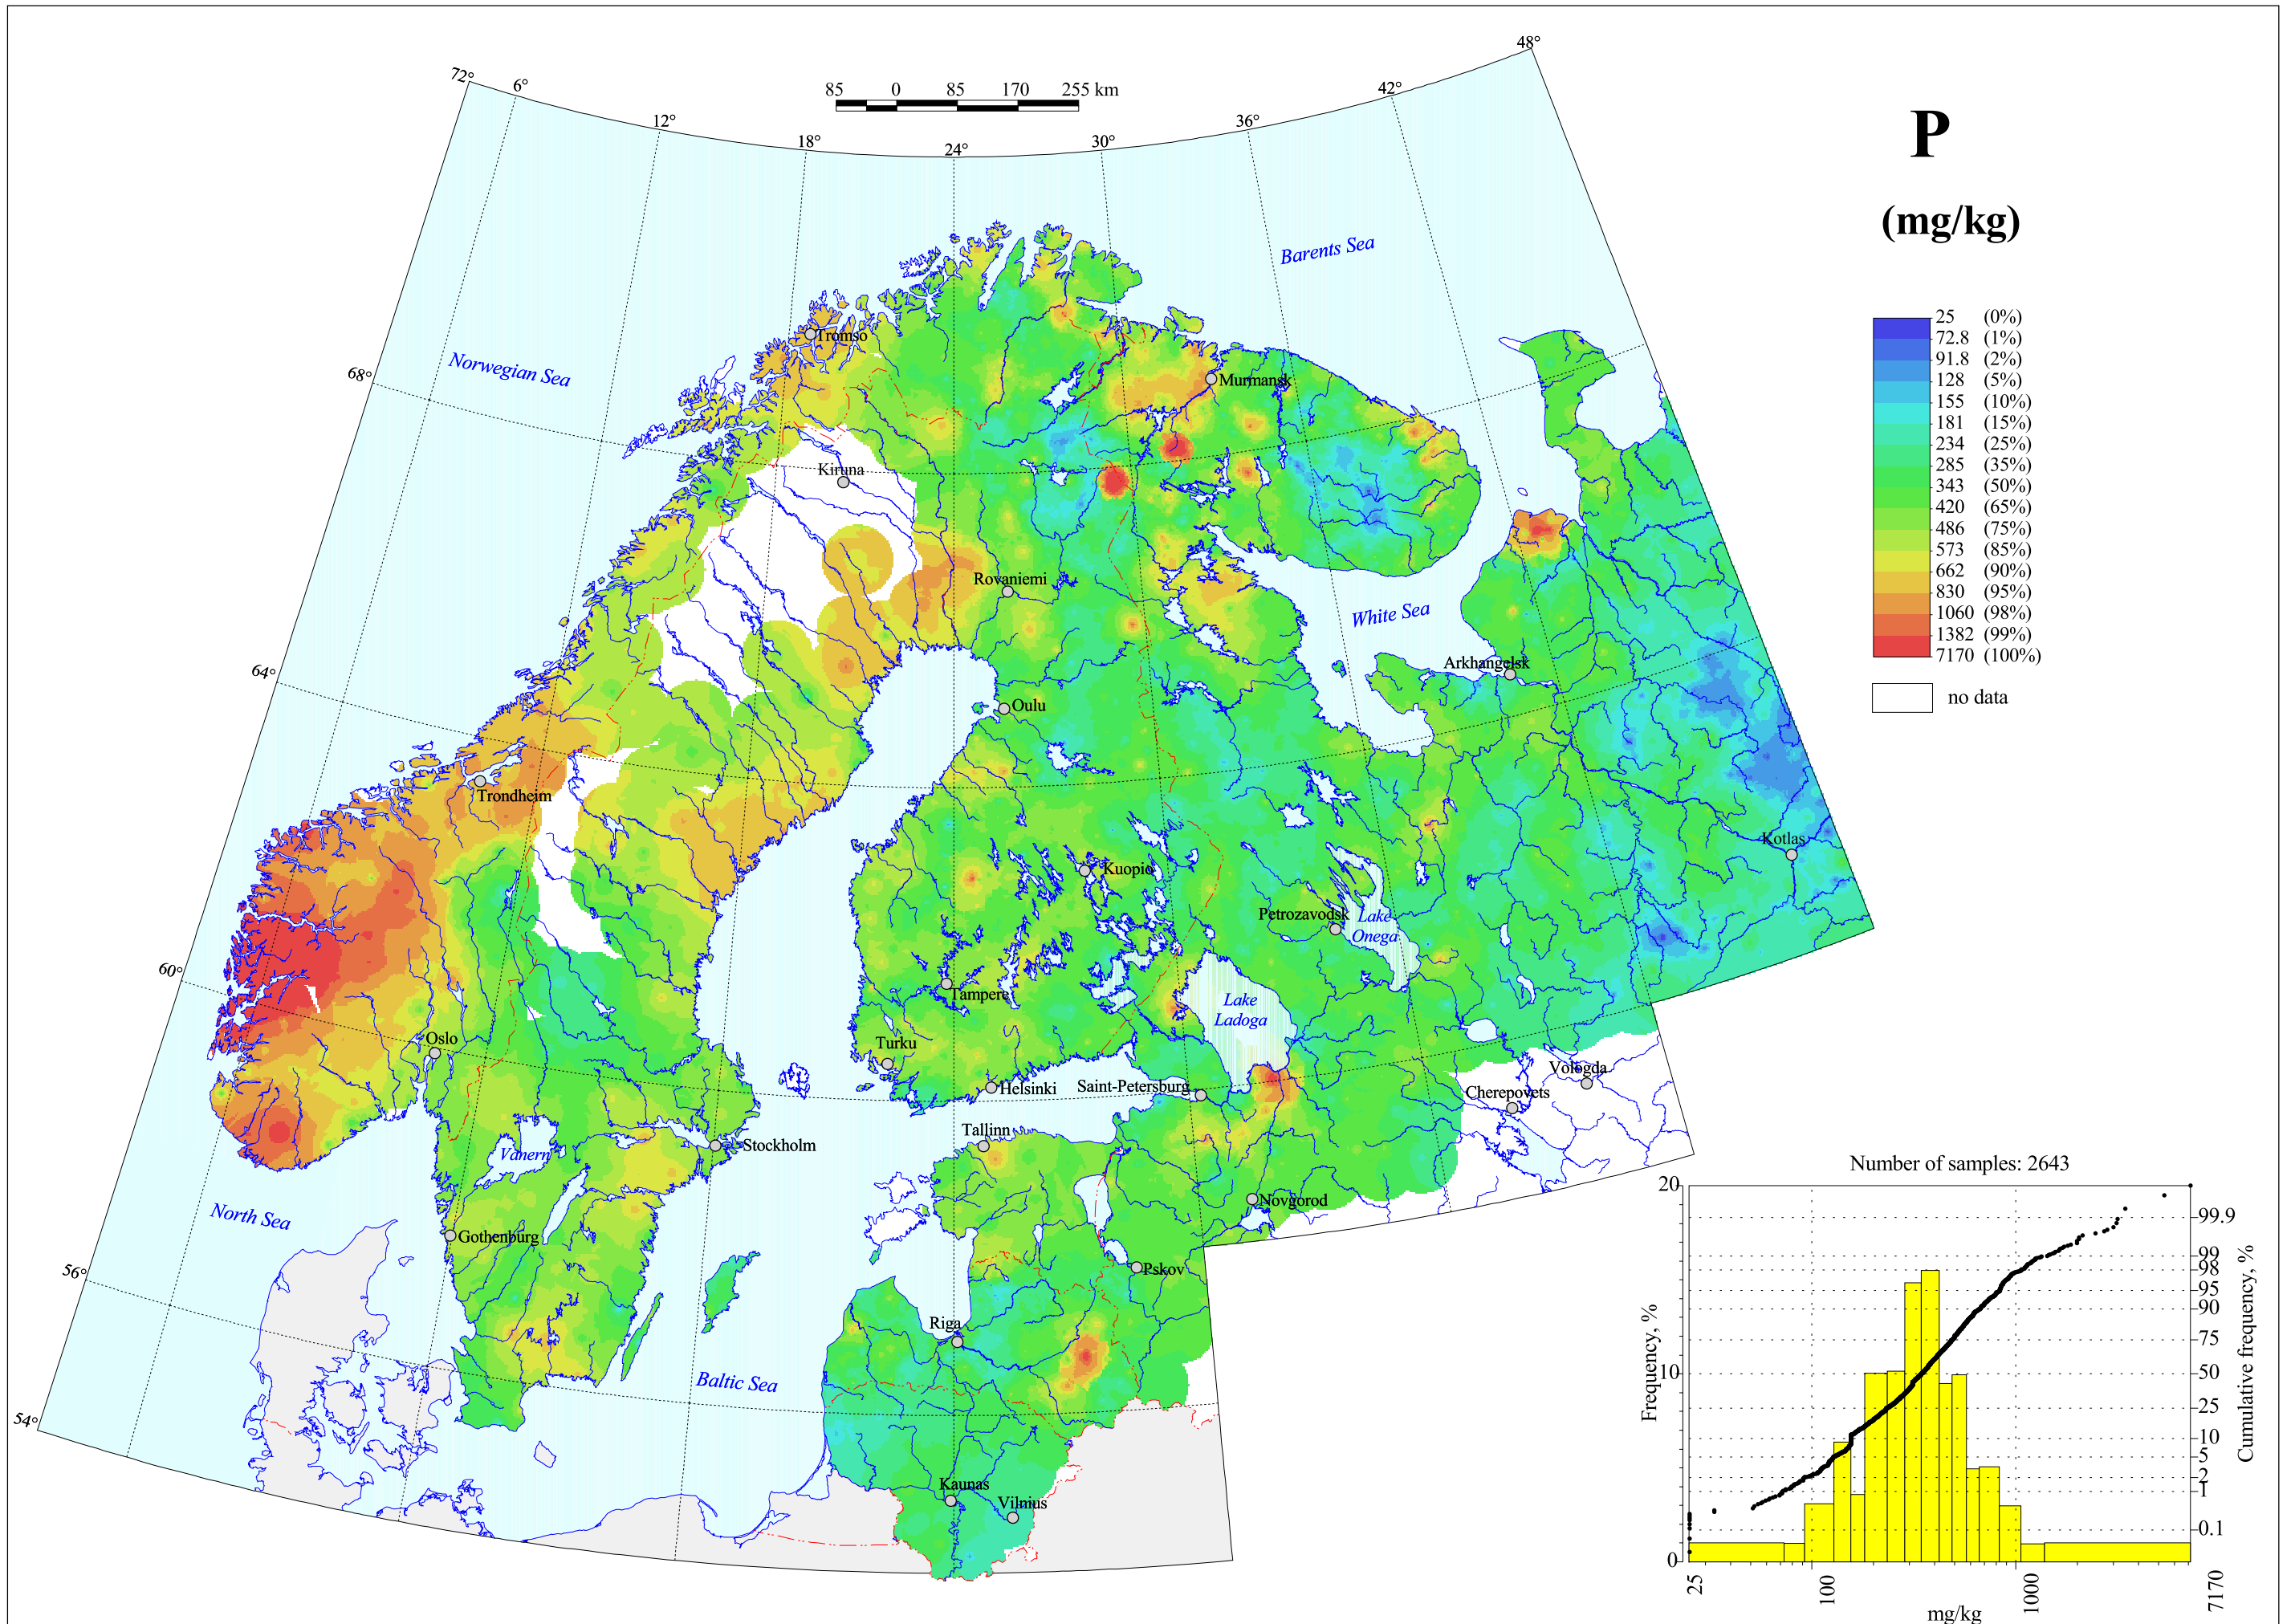 48°
72°
6°
42°
85 0 85 170 255 km
12°
36°
18°
30°
24°
P
(mg/kg)
Barents Sea
25 (0%)
72.8 (1%)
91.8 (2%)
128 (5%)
155 (10%)
181 (15%)
234 (25%)
285 (35%)
343 (50%)
420 (65%)
486 (75%)
573 (85%)
662 (90%)
830 (95%)
1060 (98%)
1382 (99%)
7170 (100%)
no data
Tromso
Norwegian Sea
68°
Murmansk
Kiruna
Rovaniemi
White Sea
Arkhangelsk
64°
Oulu
Trondheim
Kotlas
Kuopio
Petrozavodsk
Lake
Onega
60°
Tampere
Lake
Ladoga
Oslo
Turku
Vologda
Helsinki
Saint-Petersburg
Cherepovets
Tallinn
Stockholm
Vanern
Novgorod
North Sea
Gothenburg
Pskov
56°
Riga
Baltic Sea
54°
Kaunas
Vilnius
Number of samples: 2643
20
99.9
99
98
95
90
75
10
50
25
10
5
2
1
0.1
0
Frequency, %
Cumulative frequency, %
25
100
1000
7170
mg/kg